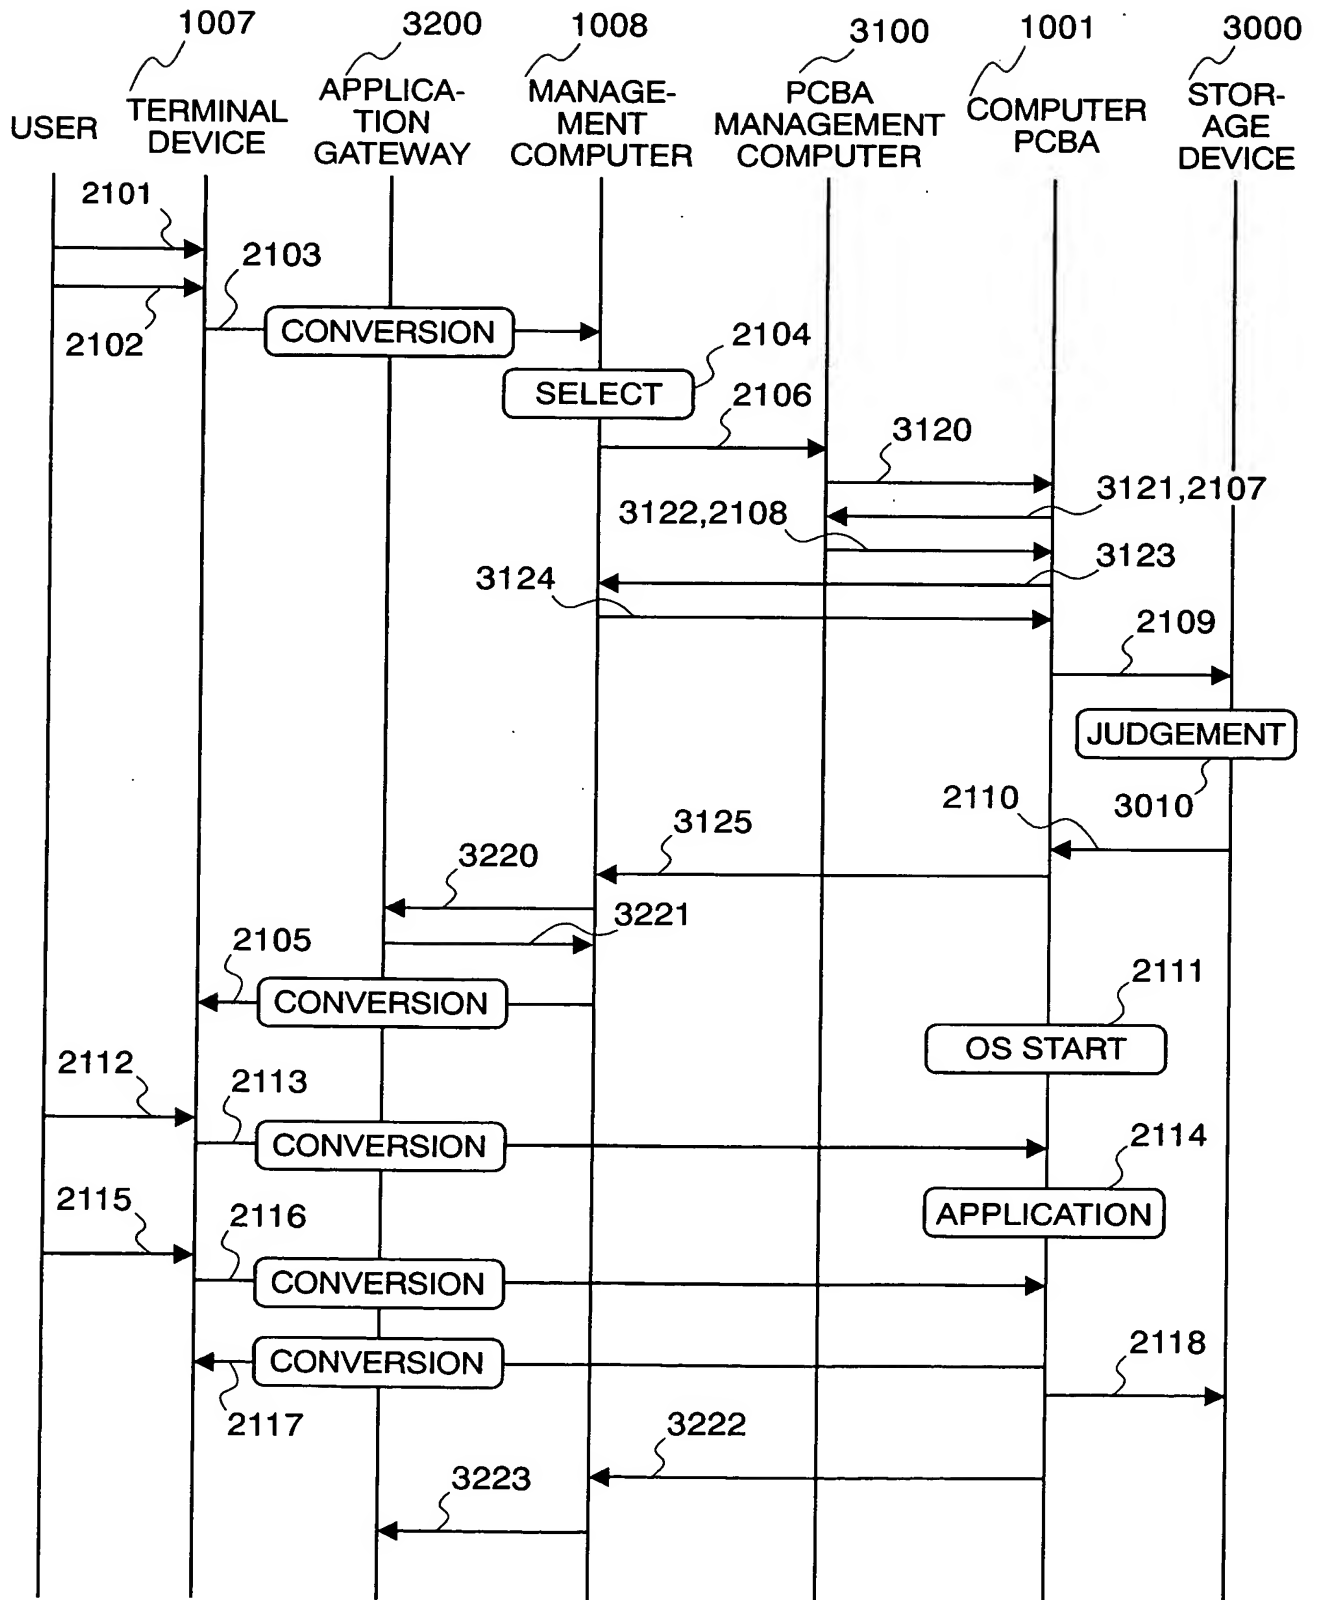 1007
3200
1008
3100
1001
3000
USER
TERMINAL
DEVICE
APPLICA-
TION
GATEWAY
MANAGE-
MENT
COMPUTER
PCBA
MANAGEMENT
COMPUTER
COMPUTER
PCBA
STOR-
AGE
DEVICE
2101
2103
2102
CONVERSION
2104
SELECT
2106
3120
3121,2107
3122,2108
3123
3124
2109
JUDGEMENT
3010
2110
3125
3220
3221
2105
CONVERSION
2111
OS START
2112
2113
CONVERSION
2114
APPLICATION
2115
2116
CONVERSION
CONVERSION
2117
2118
3222
3223